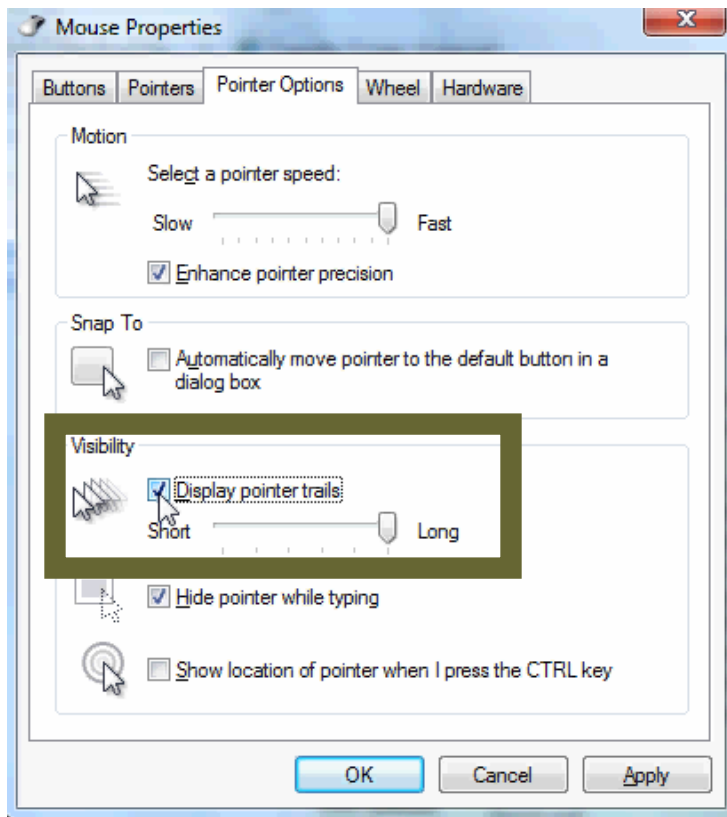 Mouse Properties
Buttons Pointers Pointer Options Wheel Hardware
Motion
Select a pointer speed:
Slow Fast
Enhance pointer precision
Snap To
Automatically move pointer to the default button in a
dialog box
Visibility
Display pointer trails
Short Long
Hide pointer while typing
Show location of pointer when I press the CTRL key
OK Cancel Apply